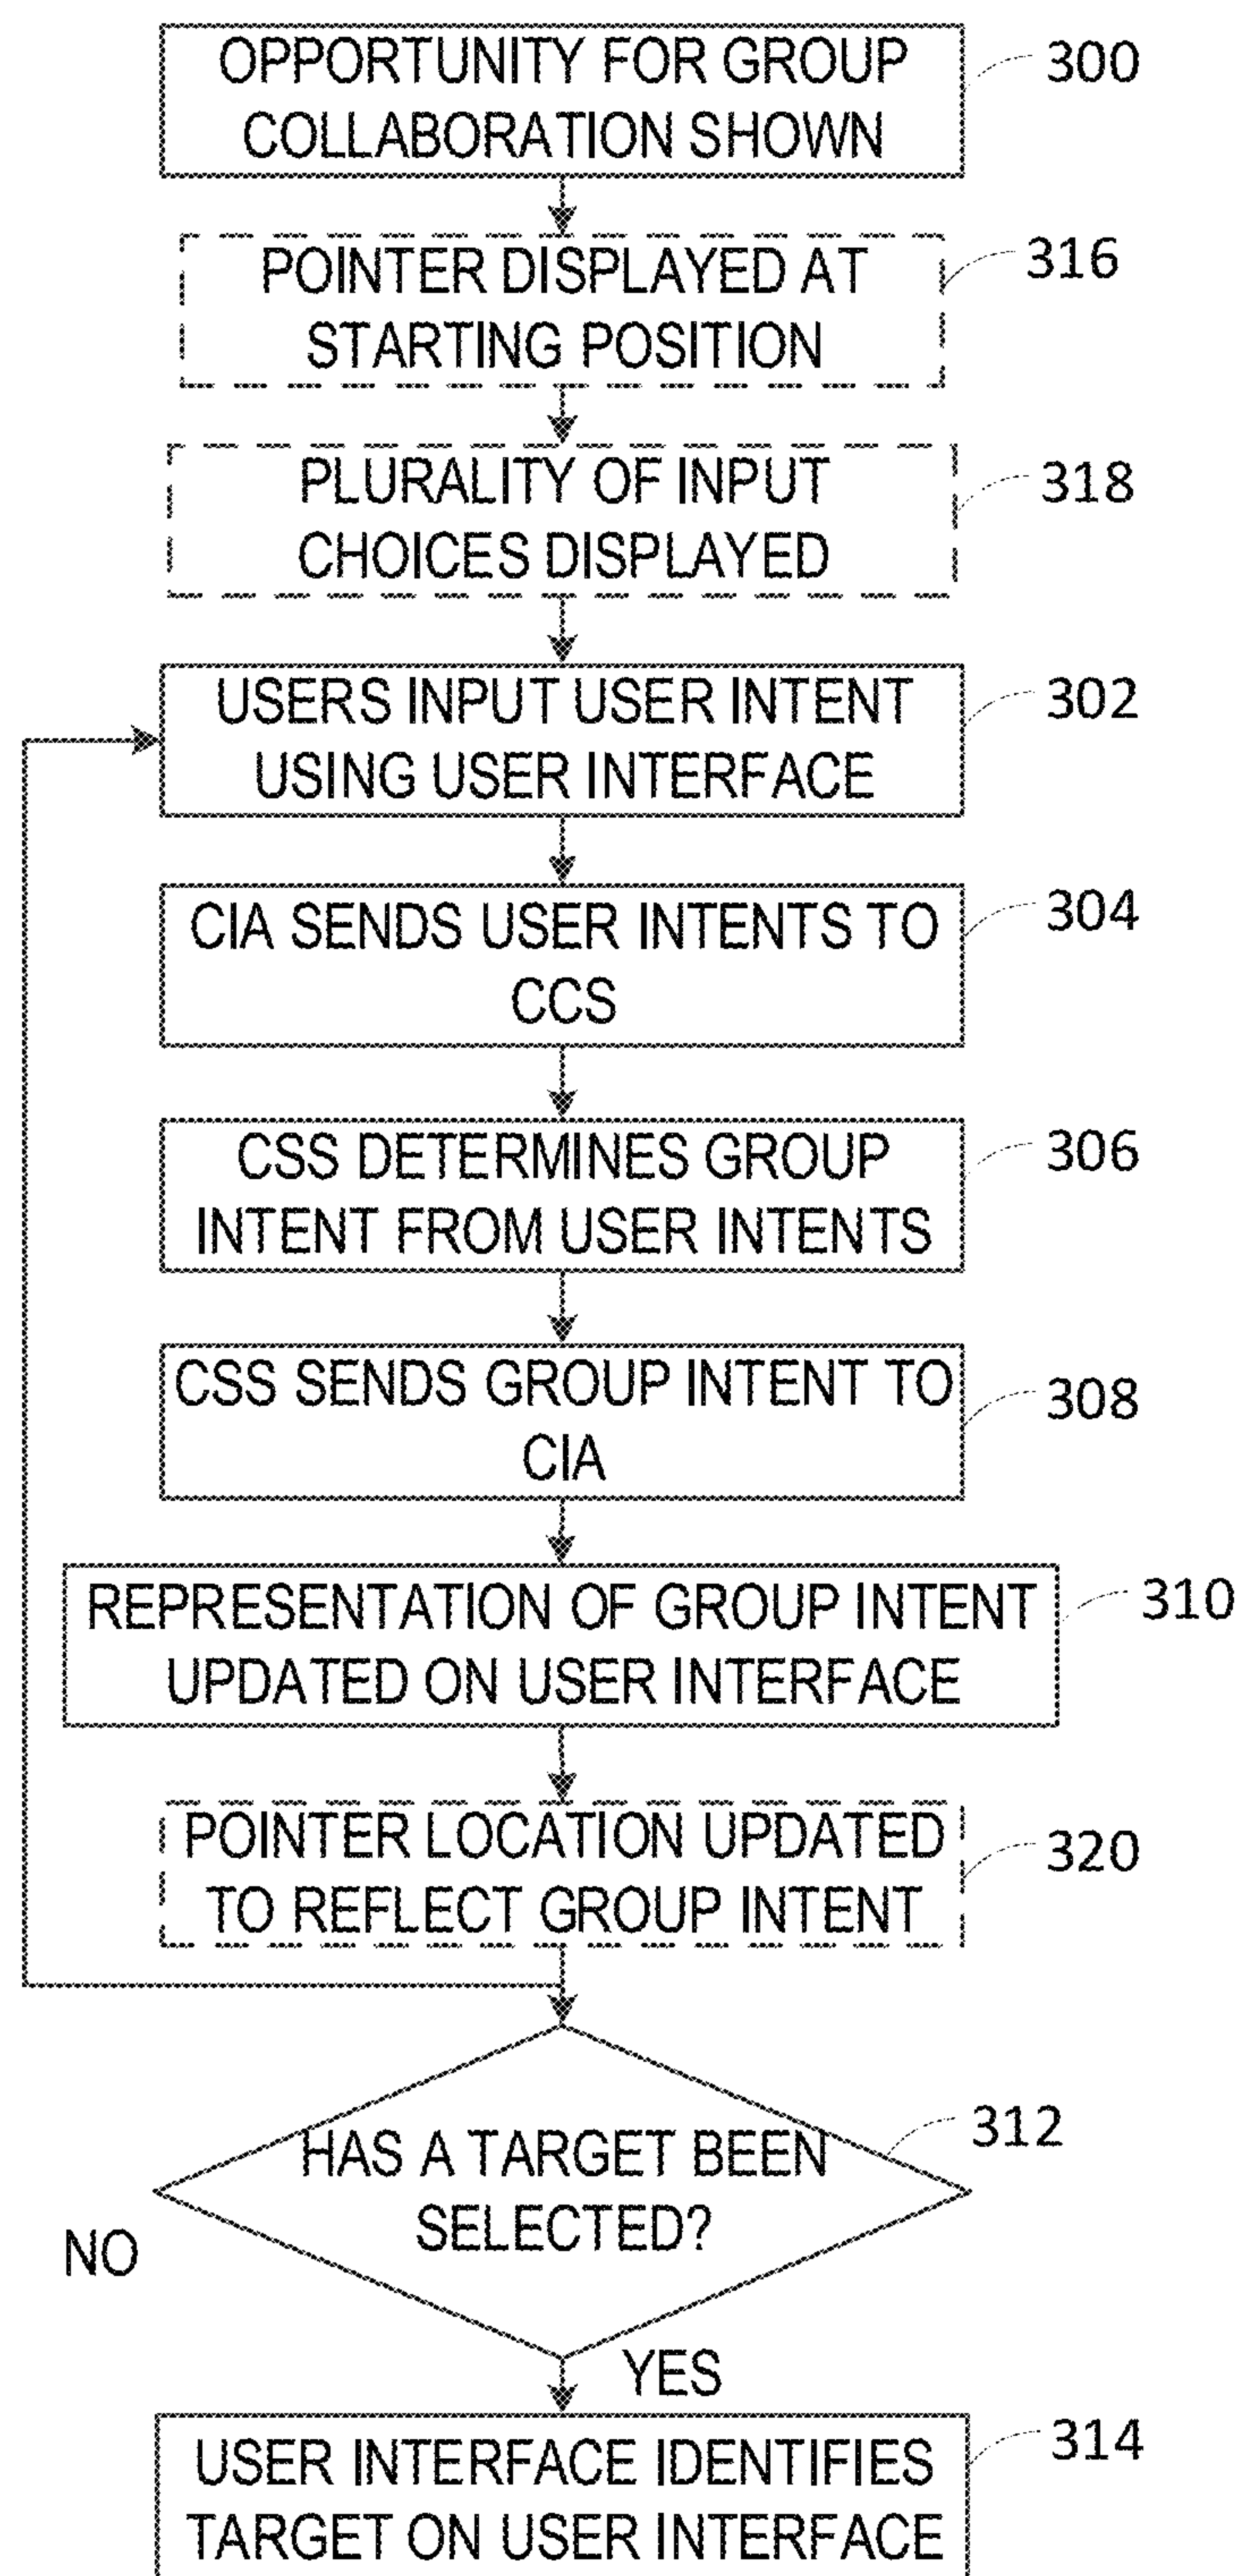 OPPORTUNITY FOR GROUP
COLLABORATION SHOWN
300
POINTER DISPLAYED AT
STARTING POSITION
316
PLURALITY OF INPUT
CHOICES DISPLAYED
318
USERS INPUT USER INTENT
USING USER INTERFACE
302
CIA SENDS USER INTENTS TO
CCS
304
CSS DETERMINES GROUP
INTENT FROM USER INTENTS
306
CSS SENDS GROUP INTENT TO
CIA
308
REPRESENTATION OF GROUP INTENT
UPDATED ON USER INTERFACE
310
POINTER LOCATION UPDATED
TO REFLECT GROUP INTENT
320
HAS A TARGET BEEN
SELECTED?
312
NO
YES
USER INTERFACE IDENTIFIES
TARGET ON USER INTERFACE
314